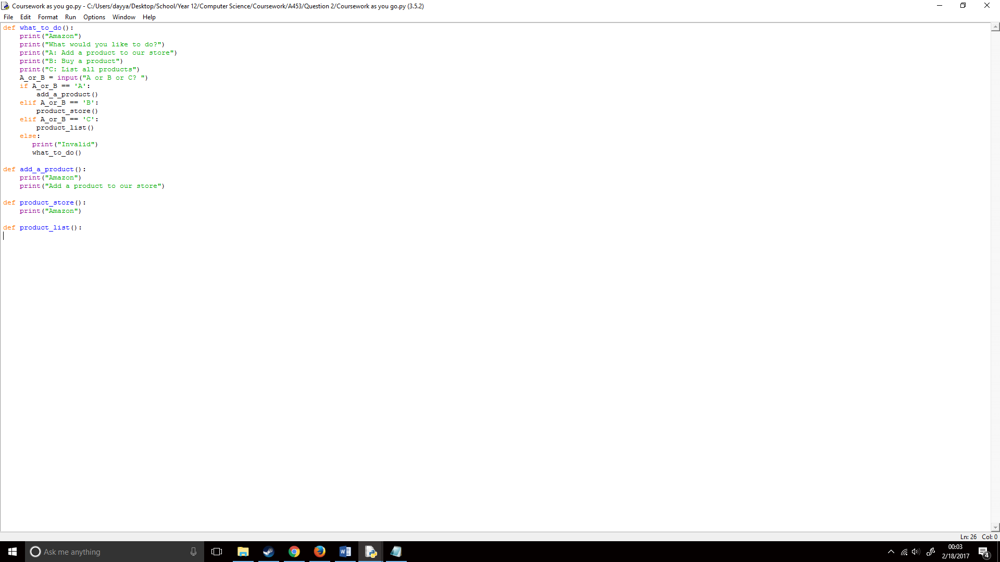 Coursework as you go.py - C:/Users/dayya/Desktop/School/Year 12/Computer Science/Coursework/A453/Question 2/Coursework as you go.py (3.5.2)
File Edit Format Run Options Window Help
def what_to_do():
    print("Amazon")
    print("What would you like to do?")
    print("A: Add a product to our store")
    print("B: Buy a product")
    print("C: List all products")
    A_or_B = input("A or B or C? ")
    if A_or_B == 'A':
        add_a_product()
    elif A_or_B == 'B':
        product_store()
    elif A_or_B == 'C':
        product_list()
    else:
       print("Invalid")
       what_to_do()
def add_a_product():
    print("Amazon")
    print("Add a product to our store")
def product_store():
    print("Amazon")
def product_list():
Ln: 26 Col: 0
Ask me anything
00:03
2/18/2017
4